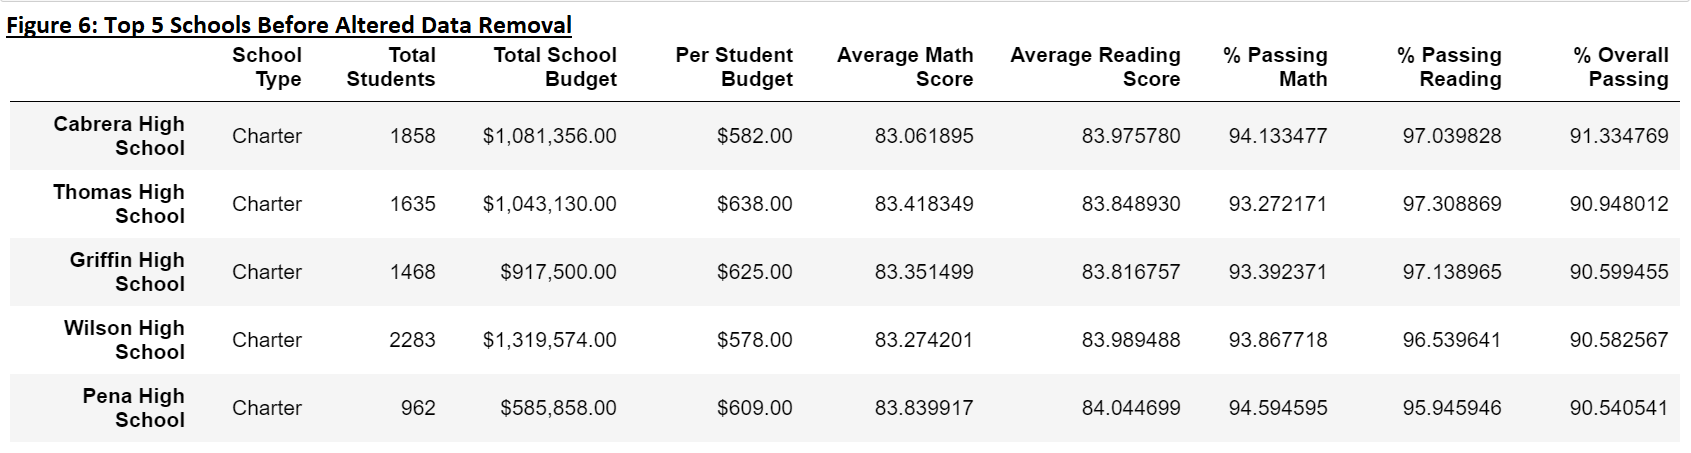 Figure 6: Top 5 Schools Before Altered Data Removal
School Type Total Students Total School Budget Per Student Budget Average Math Score Average Reading Score % Passing Math % Passing Reading % Overall Passing
Cabrera High School Charter 1858 $1,081,356.00 $582.00 83.061895 83.975780 94.133477 97.039828 91.334769
Thomas High School Charter 1635 $1,043,130.00 $638.00 83.418349 83.848930 93.272171 97.308869 90.948012
Griffin High School Charter 1468 $917,500.00 $625.00 83.351499 83.816757 93.392371 97.138965 90.599455
Wilson High School Charter 2283 $1,319,574.00 $578.00 83.274201 83.989488 93.867718 96.539641 90.582567
Pena High School Charter 962 $585,858.00 $609.00 83.839917 84.044699 94.594595 95.945946 90.540541